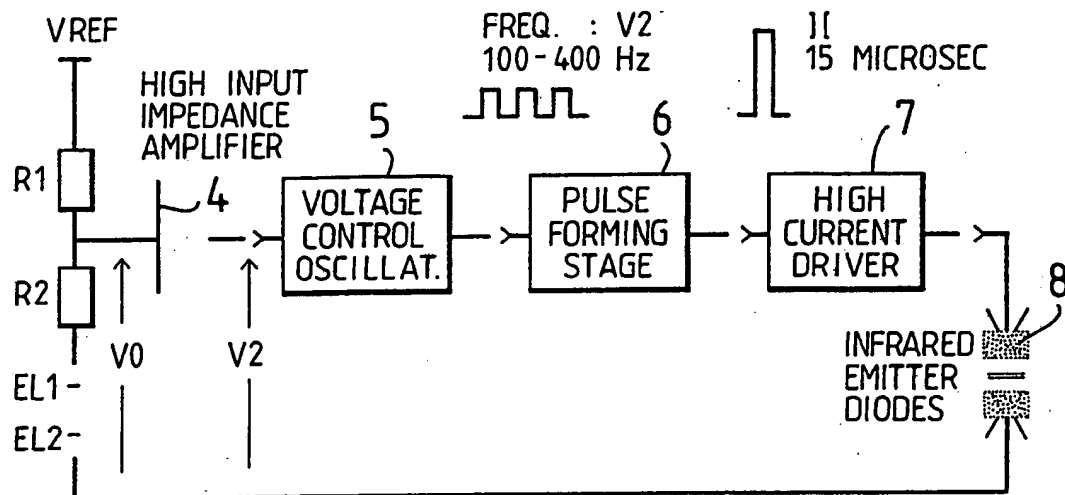 VREF
HIGH INPUT
IMPEDANCE
AMPLIFIER
4
R1
R2
V0
V2
EL1
EL2
FREQ. : V2
100-400 Hz
5
VOLTAGE
CONTROL
OSCILLAT.
6
PULSE
FORMING
STAGE
15 MICROSEC
7
HIGH
CURRENT
DRIVER
8
INFRARED
EMITTER
DIODES